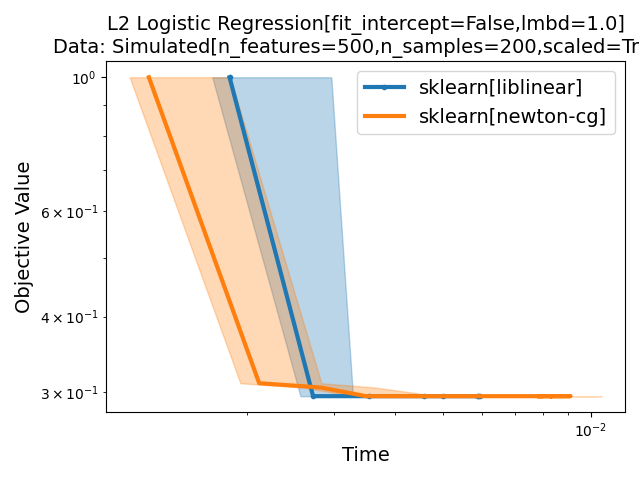 L2 Logistic Regression[fit_intercept=False,lmbd=1.0]
Data: Simulated[n_features=500,n_samples=200,scaled=Tr
sklearn[liblinear]
sklearn[newton-cg]
Objective Value
10⁰
6 × 10⁻¹
4 × 10⁻¹
3 × 10⁻¹
10⁻²
Time